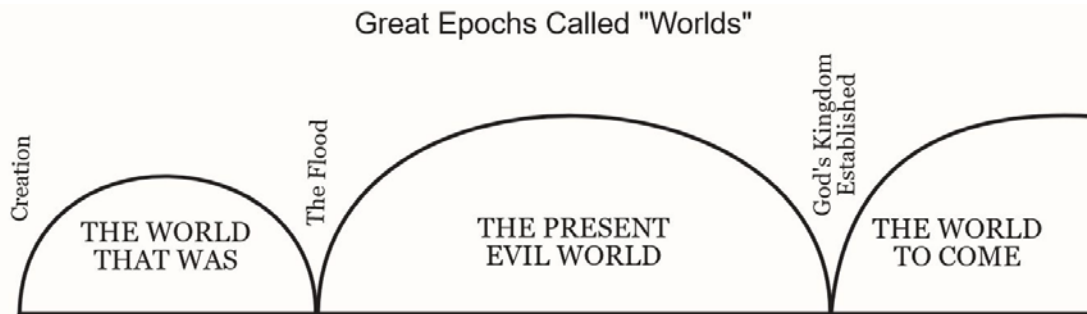 Great Epochs Called "Worlds"
Creation
THE WORLD
THAT WAS
The Flood
THE PRESENT
EVIL WORLD
God's Kingdom
Established
THE WORLD
TO COME